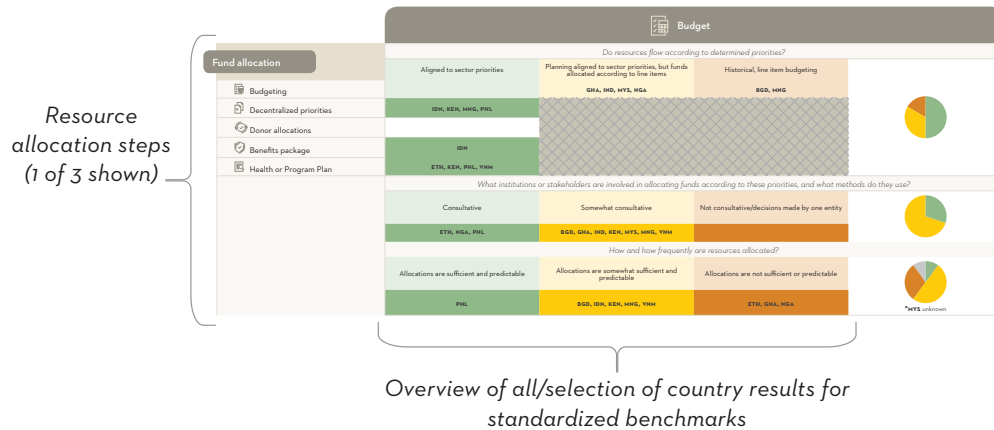 Budget
Do resources flow according to determined priorities?
Fund allocation
Aligned to sector priorities
Planning aligned to sector priorities, but funds
allocated according to line items
Historical, line item budgeting
Budgeting
GHA, IND, MYS, NGA
BGD, MNG
Decentralized priorities
IDN, KEN, MNG, PHL
Donor allocations
Benefits package
IDN
Health or Program Plan
ETH, KEN, PHL, VNM
Resource
allocation steps
(1 of 3 shown)
What institutions or stakeholders are involved in allocating funds according to these priorities, and what methods do they use?
Consultative
Somewhat consultative
Not consultative/decisions made by one entity
ETH, NGA, PHL
BGD, GHA, IND, KEN, MYS, MNG, VNM
How and how frequently are resources allocated?
Allocations are sufficient and predictable
Allocations are somewhat sufficient and
predictable
Allocations are not sufficient or predictable
PHL
BGD, IDN, KEN, MNG, VNM
ETH, GHA, NGA
*MYS unknown
Overview of all/selection of country results for
standardized benchmarks